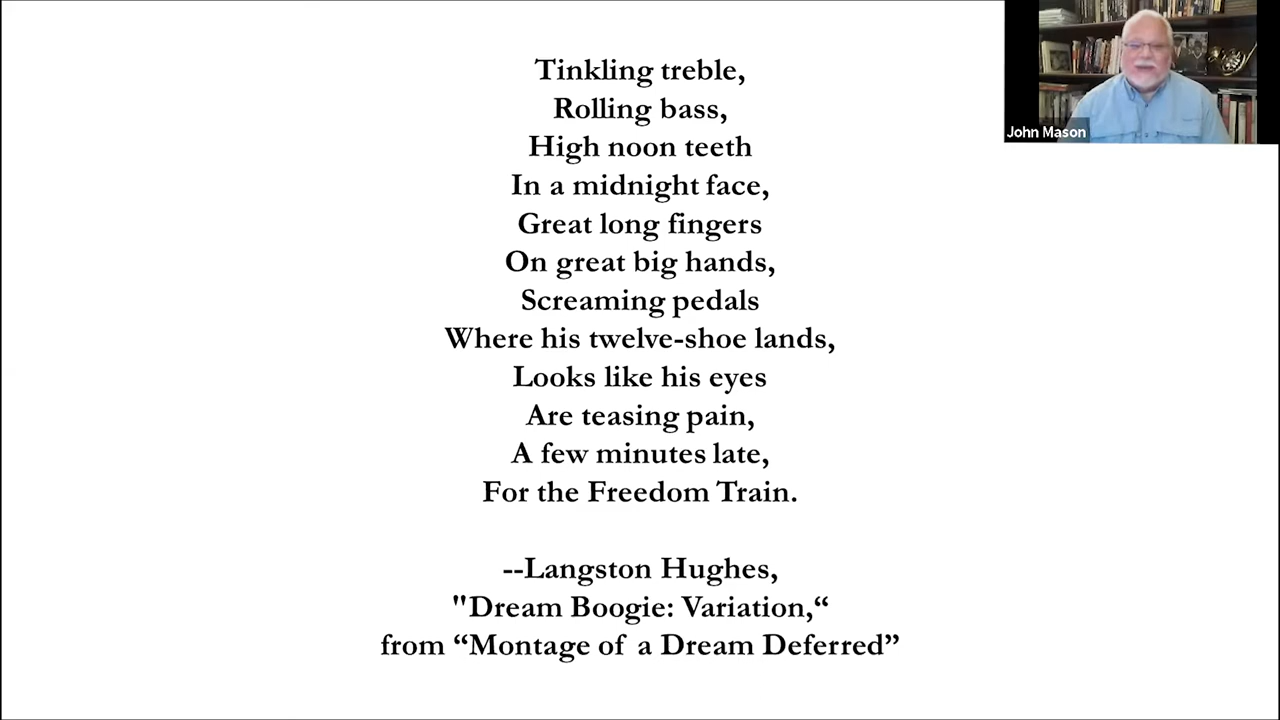 Tinkling treble,
Rolling bass,
High noon teeth
In a midnight face,
Great long fingers
On great big hands,
Screaming pedals
Where his twelve-shoe lands,
Looks like his eyes
Are teasing pain,
A few minutes late,
For the Freedom Train.
--Langston Hughes,
"Dream Boogie: Variation,“
from “Montage of a Dream Deferred”
John Mason